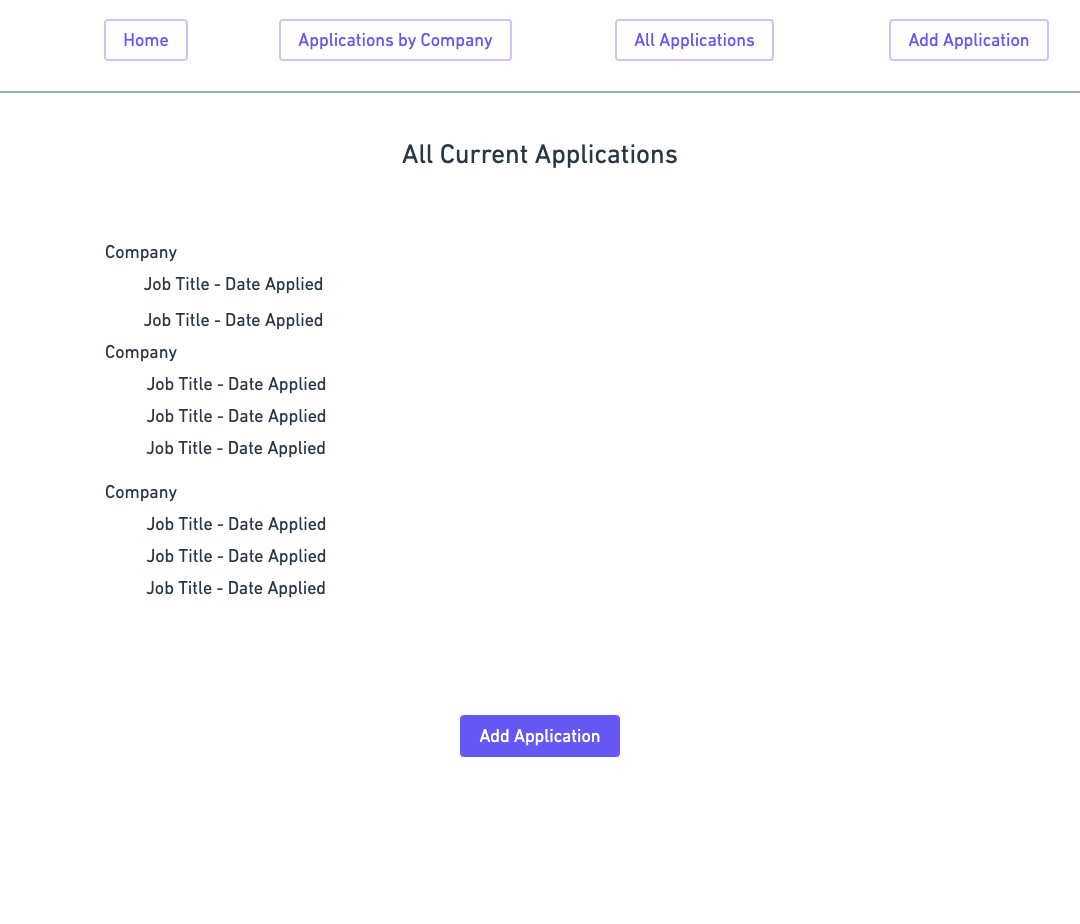 Home
Applications by Company
All Applications
Add Application
All Current Applications
Company
Job Title - Date Applied
Job Title - Date Applied
Company
Job Title - Date Applied
Job Title - Date Applied
Job Title - Date Applied
Company
Job Title - Date Applied
Job Title - Date Applied
Job Title - Date Applied
Add Application